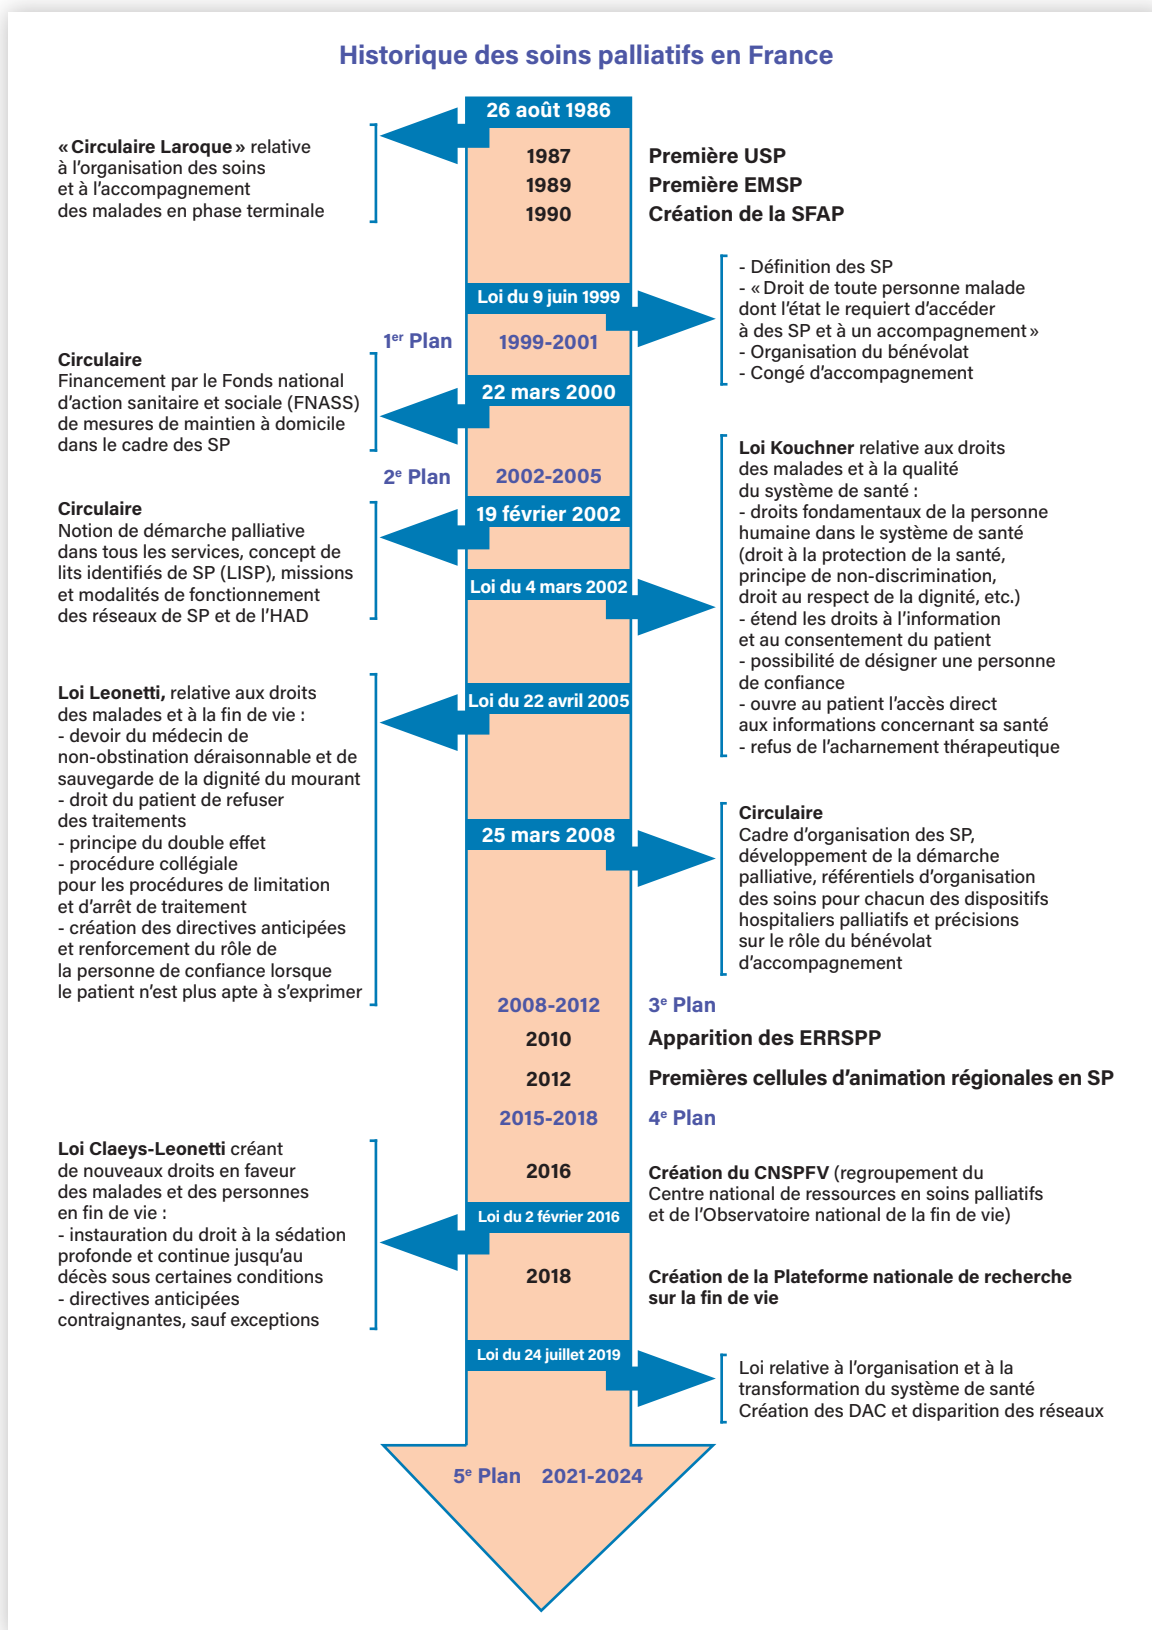 Historique des soins palliatifs en France
26 août 1986
« Circulaire Laroque » relative
à l’organisation des soins
et à l’accompagnement
des malades en phase terminale
1987
Première USP
1989
Première EMSP
1990
Création de la SFAP
Loi du 9 juin 1999
- Définition des SP
- « Droit de toute personne malade
dont l’état le requiert d’accéder
à des SP et à un accompagnement »
- Organisation du bénévolat
- Congé d’accompagnement
1er Plan
1999-2001
22 mars 2000
Circulaire
Financement par le Fonds national
d’action sanitaire et sociale (FNASS)
de mesures de maintien à domicile
dans le cadre des SP
2e Plan
2002-2005
19 février 2002
Circulaire
Notion de démarche palliative
dans tous les services, concept de
lits identifiés de SP (LISP), missions
et modalités de fonctionnement
des réseaux de SP et de l’HAD
Loi du 4 mars 2002
Loi Kouchner relative aux droits
des malades et à la qualité
du système de santé :
- droits fondamentaux de la personne
humaine dans le système de santé
(droit à la protection de la santé,
principe de non-discrimination,
droit au respect de la dignité, etc.)
- étend les droits à l’information
et au consentement du patient
- possibilité de désigner une personne
de confiance
- ouvre au patient l’accès direct
aux informations concernant sa santé
- refus de l’acharnement thérapeutique
Loi du 22 avril 2005
Loi Leonetti, relative aux droits
des malades et à la fin de vie :
- devoir du médecin de
non-obstination déraisonnable et de
sauvegarde de la dignité du mourant
- droit du patient de refuser
des traitements
- principe du double effet
- procédure collégiale
pour les procédures de limitation
et d’arrêt de traitement
- création des directives anticipées
et renforcement du rôle de
la personne de confiance lorsque
le patient n’est plus apte à s’exprimer
25 mars 2008
Circulaire
Cadre d’organisation des SP,
développement de la démarche
palliative, référentiels d’organisation
des soins pour chacun des dispositifs
hospitaliers palliatifs et précisions
sur le rôle du bénévolat
d’accompagnement
2008-2012
3e Plan
2010
Apparition des ERRSPP
2012
Premières cellules d’animation régionales en SP
2015-2018
4e Plan
2016
Création du CNSPFV (regroupement du
Centre national de ressources en soins palliatifs
et de l’Observatoire national de la fin de vie)
Loi du 2 février 2016
Loi Claeys-Leonetti créant
de nouveaux droits en faveur
des malades et des personnes
en fin de vie :
- instauration du droit à la sédation
profonde et continue jusqu’au
décès sous certaines conditions
- directives anticipées
contraignantes, sauf exceptions
2018
Création de la Plateforme nationale de recherche
sur la fin de vie
Loi du 24 juillet 2019
Loi relative à l’organisation et à la
transformation du système de santé
Création des DAC et disparition des réseaux
5e Plan 2021-2024